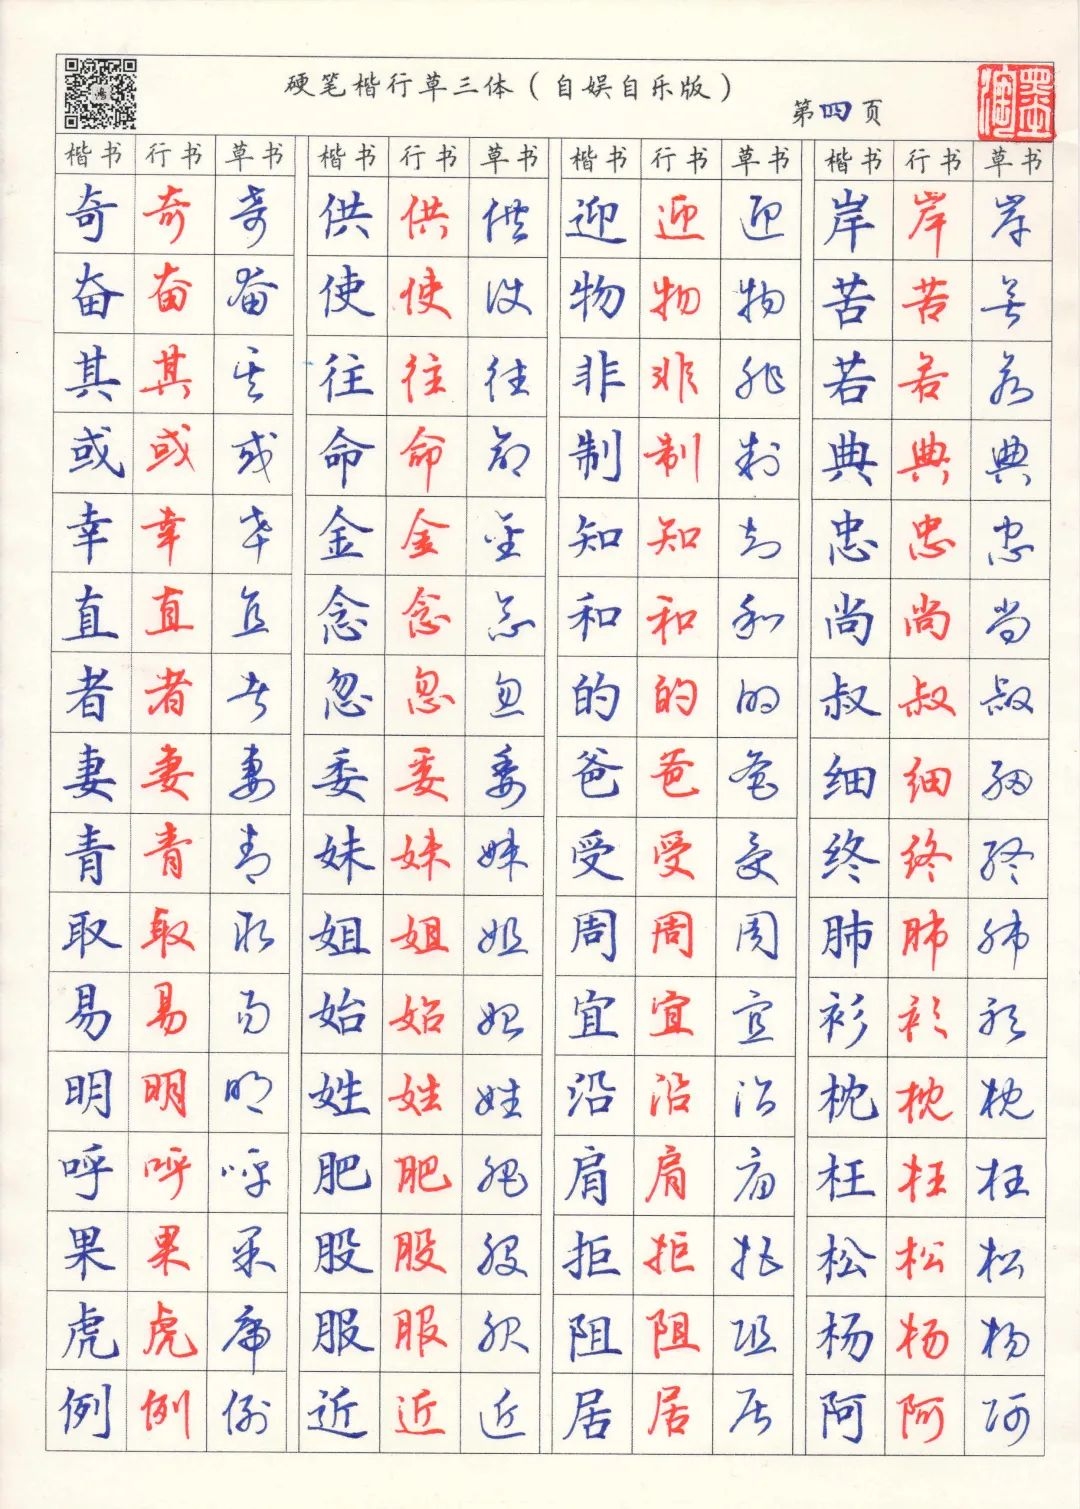 硬笔楷行草三体（自娱自乐版）
第四页
楷书 行书 草书 楷书 行书 草书 楷书 行书 草书 楷书 行书 草书
奇 奇 奇 供 供 供 迎 迎 迎 岸 岸 岸
奋 奋 奋 使 使 使 物 物 物 苦 苦 苦
其 其 其 往 往 往 非 非 非 若 若 若
或 或 或 命 命 命 制 制 制 典 典 典
幸 幸 幸 金 金 金 知 知 知 忠 忠 忠
直 直 直 念 念 念 和 和 和 尚 尚 尚
者 者 者 忽 忽 忽 的 的 的 叔 叔 叔
妻 妻 妻 委 委 委 爸 爸 爸 细 细 细
青 青 青 妹 妹 妹 受 受 受 终 终 终
取 取 取 姐 姐 姐 周 周 周 肺 肺 肺
易 易 易 始 始 始 宜 宜 宜 衫 衫 衫
明 明 明 姓 姓 姓 沿 沿 沿 枕 枕 枕
呼 呼 呼 肥 肥 肥 肩 肩 肩 枉 枉 枉
果 果 果 股 股 股 拒 拒 拒 松 松 松
虎 虎 虎 服 服 服 阻 阻 阻 杨 杨 杨
例 例 例 近 近 近 居 居 居 阿 阿 阿